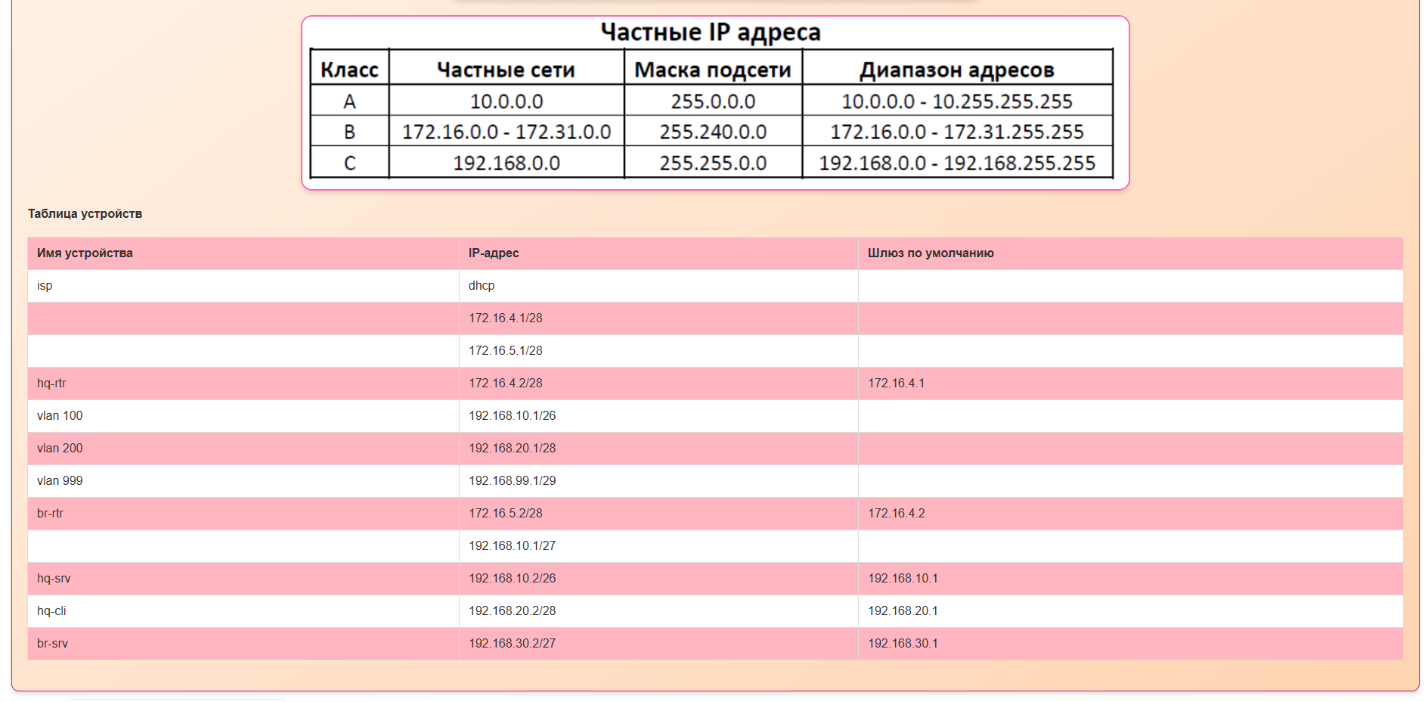 Частные IP адреса
Класс Частные сети Маска подсети Диапазон адресов
A 10.0.0.0 255.0.0.0 10.0.0.0 - 10.255.255.255
B 172.16.0.0 - 172.31.0.0 255.240.0.0 172.16.0.0 - 172.31.255.255
C 192.168.0.0 255.255.0.0 192.168.0.0 - 192.168.255.255
Таблица устройств
Имя устройства IP-адрес Шлюз по умолчанию
isp dhcp
172.16.4.1/28
172.16.5.1/28
hq-rtr 172.16.4.2/28 172.16.4.1
vlan 100 192.168.10.1/26
vlan 200 192.168.20.1/28
vlan 999 192.168.99.1/29
br-rtr 172.16.5.2/28 172.16.4.2
192.168.10.1/27
hq-srv 192.168.10.2/26 192.168.10.1
hq-cli 192.168.20.2/28 192.168.20.1
br-srv 192.168.30.2/27 192.168.30.1